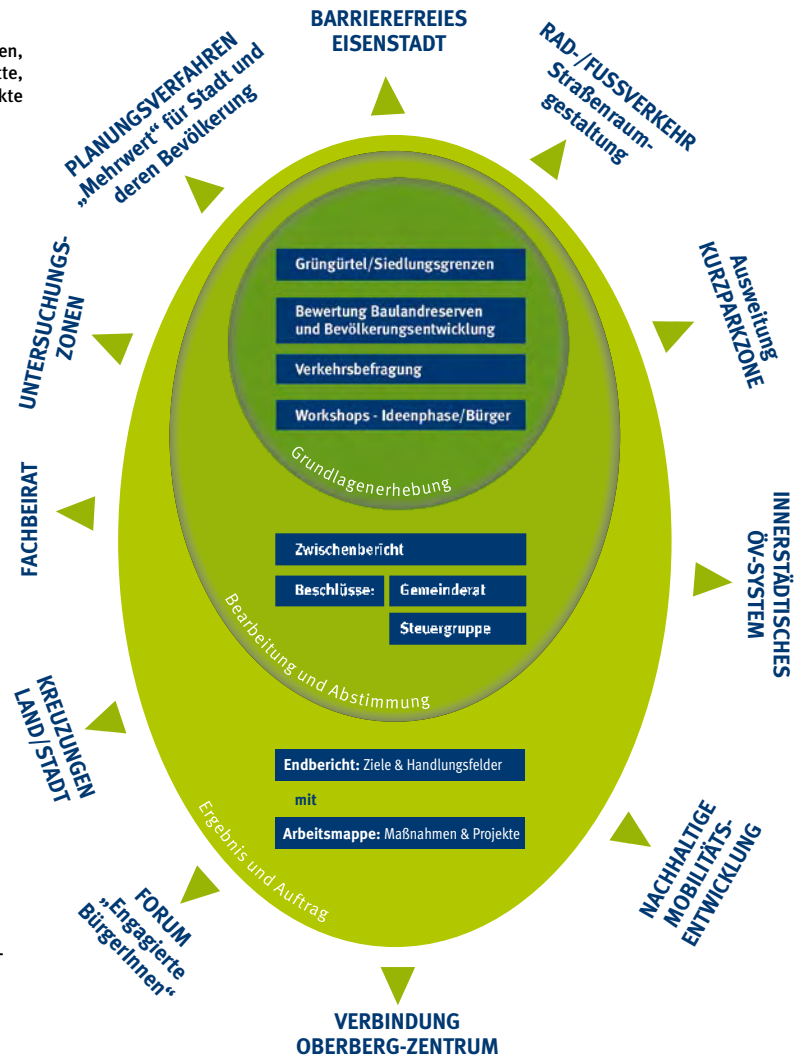 en,
te,
kte
BARRIEREFREIES
EISENSTADT
PLANUNGSVERFAHREN
„Mehrwert“ für Stadt und
deren Bevölkerung
RAD-/FUSSVERKEHR
Straßenraum-
gestaltung
UNTERSUCHUNGS-
ZONEN
Ausweitung
KURZPARKZONE
Grüngürtel/Siedlungsgrenzen
Bewertung Baulandreserven
und Bevölkerungsentwicklung
Verkehrsbefragung
Workshops - Ideenphase/Bürger
Grundlagenerhebung
FACHBEIRAT
INNERSTÄDTISCHES
ÖV-SYSTEM
Zwischenbericht
Beschlüsse:
Gemeinderat
Steuergruppe
Bearbeitung und Abstimmung
KREUZUNGEN
LAND/STADT
Endbericht: Ziele & Handlungsfelder
mit
Arbeitsmappe: Maßnahmen & Projekte
Ergebnis und Auftrag
NACHHALTIGE
MOBILITÄTS-
ENTWICKLUNG
FORUM
„Engagierte
BürgerInnen“
-
VERBINDUNG
OBERBERG-ZENTRUM